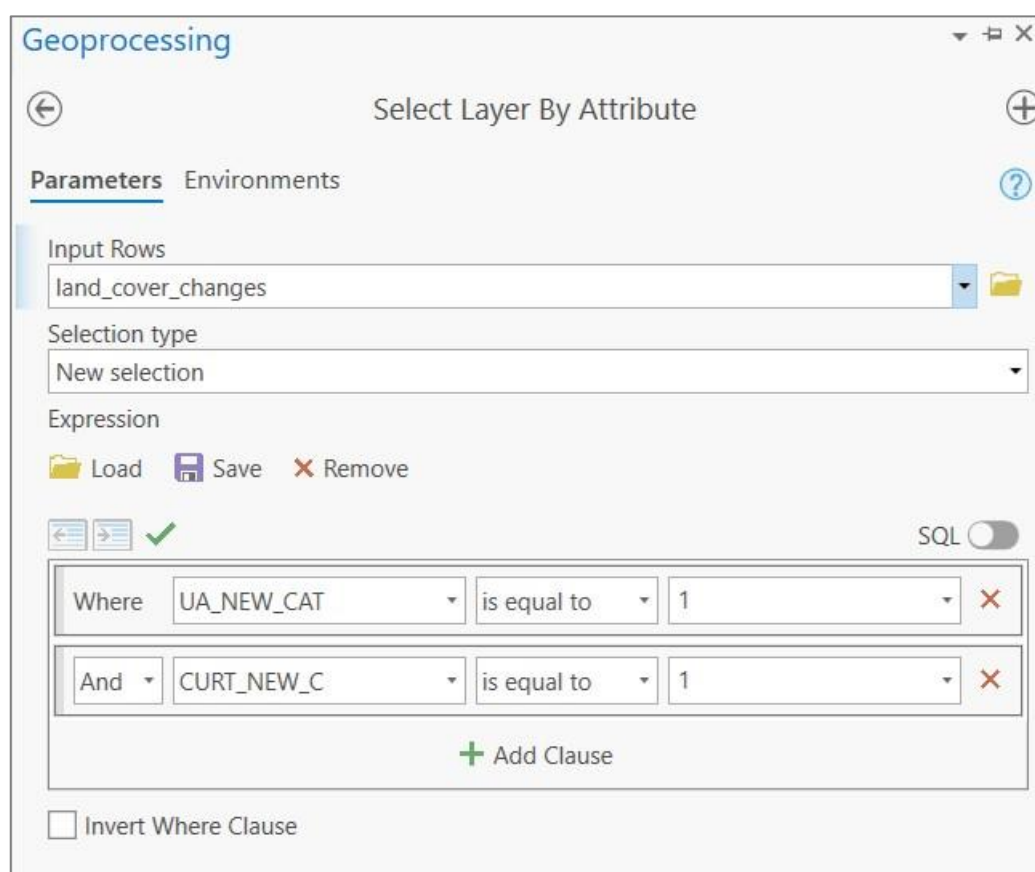 Geoprocessing
Select Layer By Attribute
Parameters Environments
Input Rows
land_cover_changes
Selection type
New selection
Expression
Load Save Remove
SQL
Where UA_NEW_CAT is equal to 1
And CURT_NEW_C is equal to 1
Add Clause
Invert Where Clause